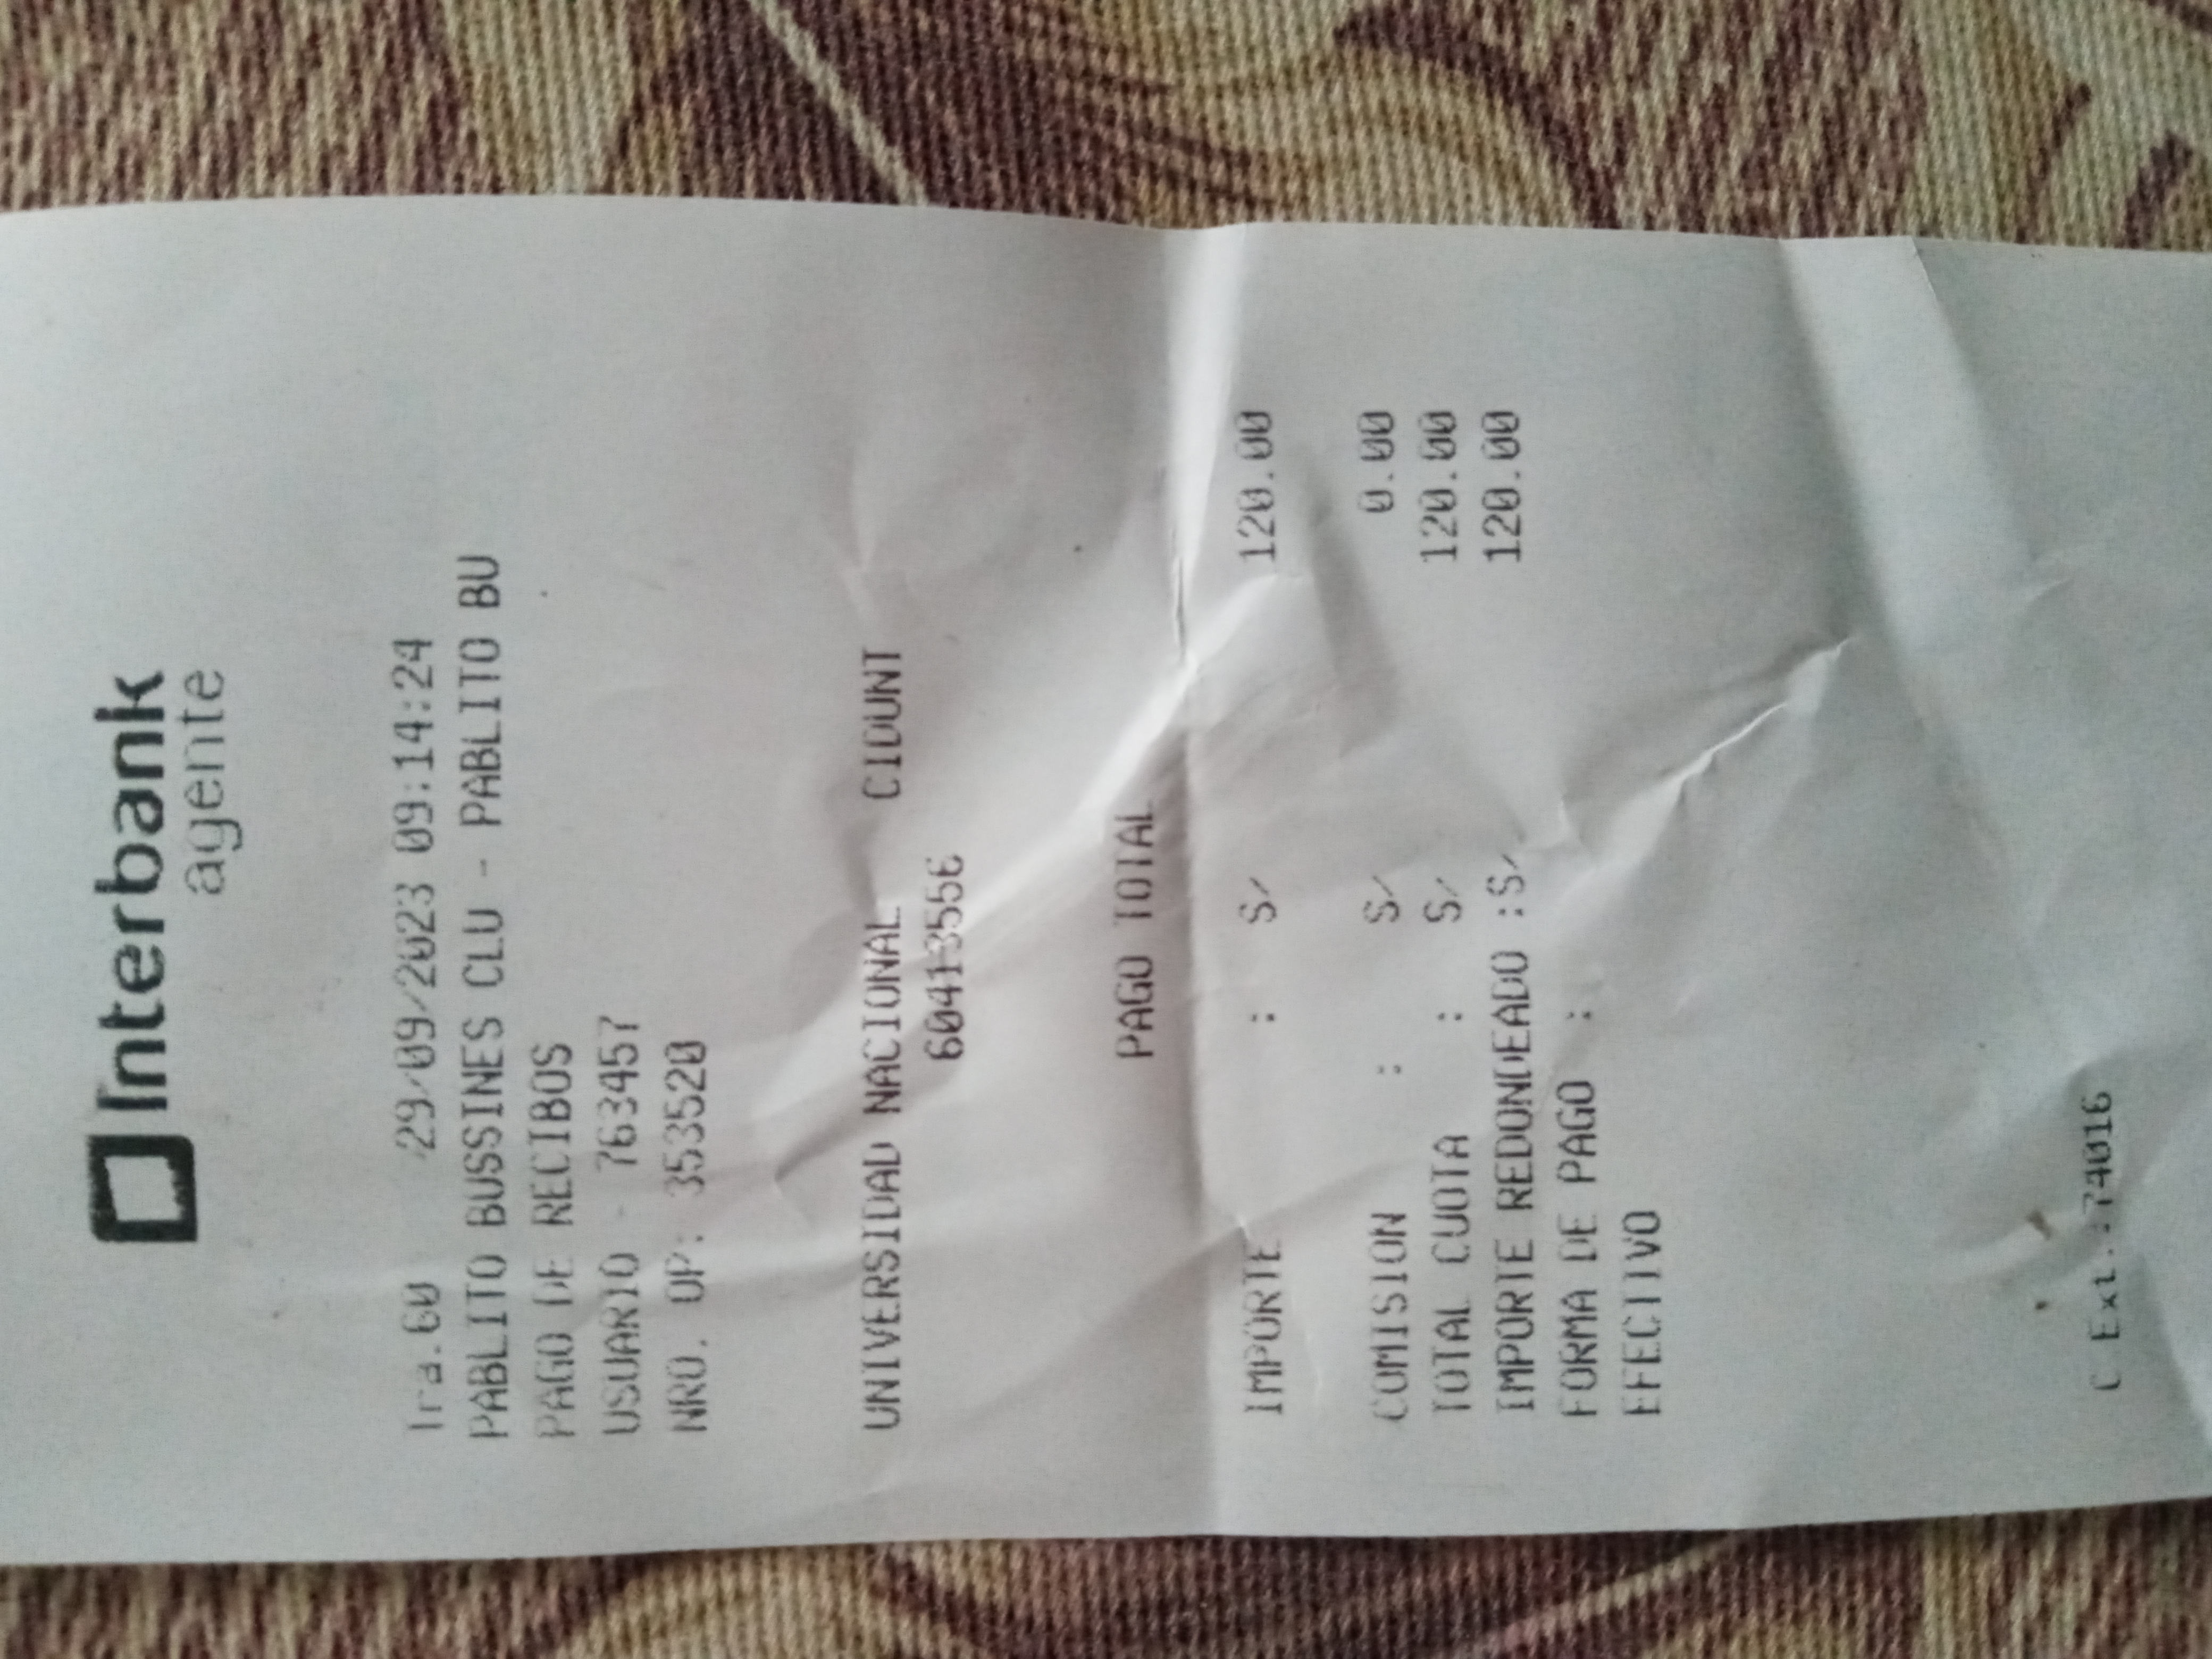 Interbank
agente
Tra.60 29/09/2023 09:14:24
PABLITO BUSSINES CLU - PABLITO BU
PAGO DE RECIBOS
USUARIO - 763457
NRO. OP: 353520
UNIVERSIDAD NACIONAL CIDUNT
60413556
PAGO TOTAL
IMPORTE : S/ 120.00
COMISION : S/ 0.00
TOTAL CUOTA : S/ 120.00
IMPORTE REDONDEADO :S/ 120.00
FORMA DE PAGO :
EFECTIVO
C Ext.:74016